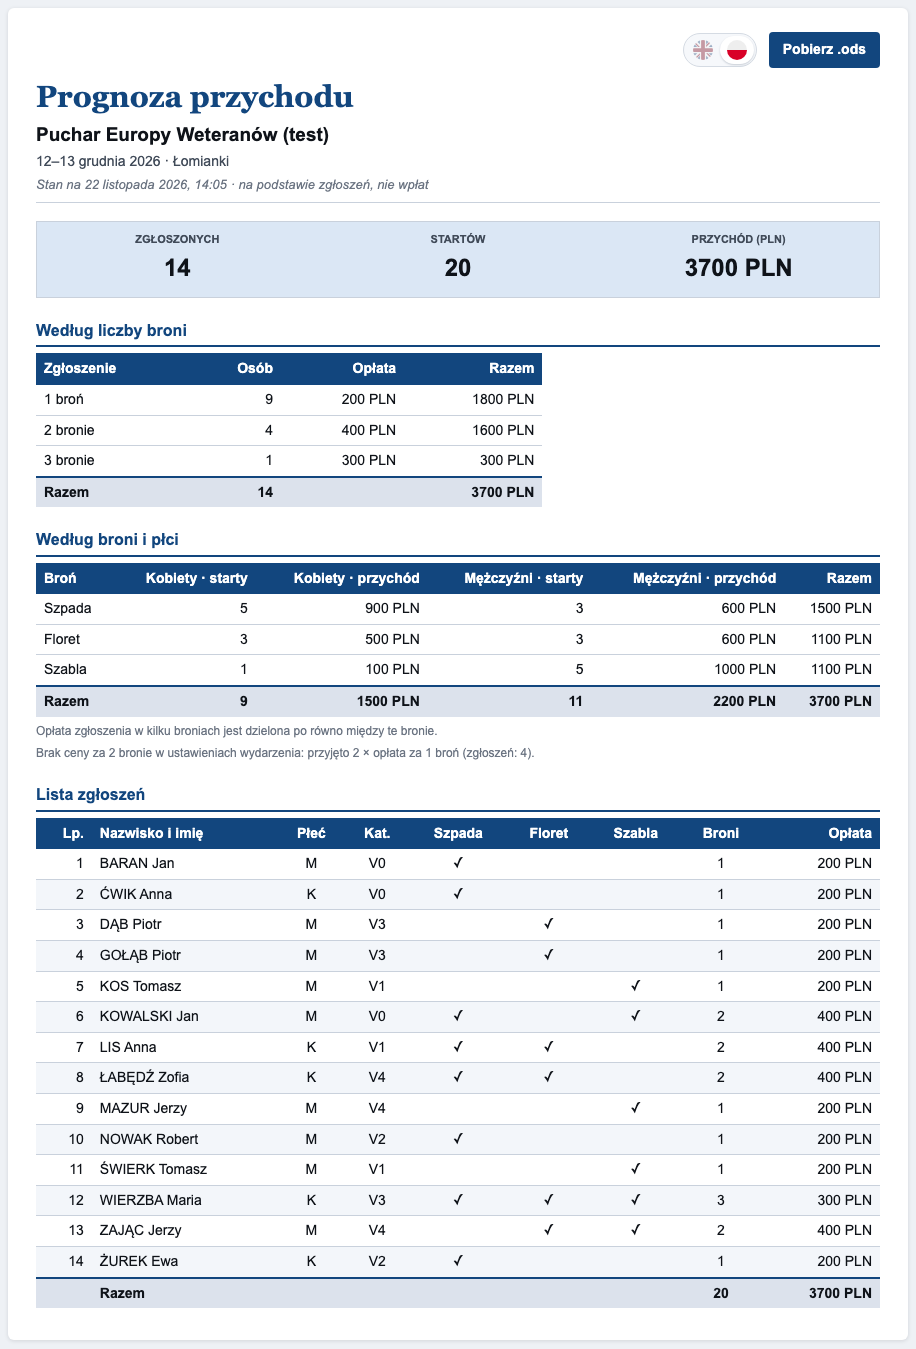 Pobierz .ods
Prognoza przychodu
Puchar Europy Weteranów (test)
12–13 grudnia 2026 · Łomianki
Stan na 22 listopada 2026, 14:05 · na podstawie zgłoszeń, nie wpłat
ZGŁOSZONYCH STARTÓW PRZYCHÓD (PLN)
14 20 3700 PLN
Według liczby broni
Zgłoszenie Osób Opłata Razem
1 broń 9 200 PLN 1800 PLN
2 bronie 4 400 PLN 1600 PLN
3 bronie 1 300 PLN 300 PLN
Razem 14 3700 PLN
Według broni i płci
Broń Kobiety · starty Kobiety · przychód Mężczyźni · starty Mężczyźni · przychód Razem
Szpada 5 900 PLN 3 600 PLN 1500 PLN
Floret 3 500 PLN 3 600 PLN 1100 PLN
Szabla 1 100 PLN 5 1000 PLN 1100 PLN
Razem 9 1500 PLN 11 2200 PLN 3700 PLN
Opłata zgłoszenia w kilku broniach jest dzielona po równo między te bronie.
Brak ceny za 2 bronie w ustawieniach wydarzenia: przyjęto 2 × opłata za 1 broń (zgłoszeń: 4).
Lista zgłoszeń
Lp. Nazwisko i imię Płeć Kat. Szpada Floret Szabla Broni Opłata
1 BARAN Jan M V0 ✓ 1 200 PLN
2 ĆWIK Anna K V0 ✓ 1 200 PLN
3 DĄB Piotr M V3 ✓ 1 200 PLN
4 GOŁĄB Piotr M V3 ✓ 1 200 PLN
5 KOS Tomasz M V1 ✓ 1 200 PLN
6 KOWALSKI Jan M V0 ✓ ✓ 2 400 PLN
7 LIS Anna K V1 ✓ ✓ 2 400 PLN
8 ŁABĘDŹ Zofia K V4 ✓ ✓ 2 400 PLN
9 MAZUR Jerzy M V4 ✓ 1 200 PLN
10 NOWAK Robert M V2 ✓ 1 200 PLN
11 ŚWIERK Tomasz M V1 ✓ 1 200 PLN
12 WIERZBA Maria K V3 ✓ ✓ ✓ 3 300 PLN
13 ZAJĄC Jerzy M V4 ✓ ✓ 2 400 PLN
14 ŻUREK Ewa K V2 ✓ 1 200 PLN
Razem 20 3700 PLN